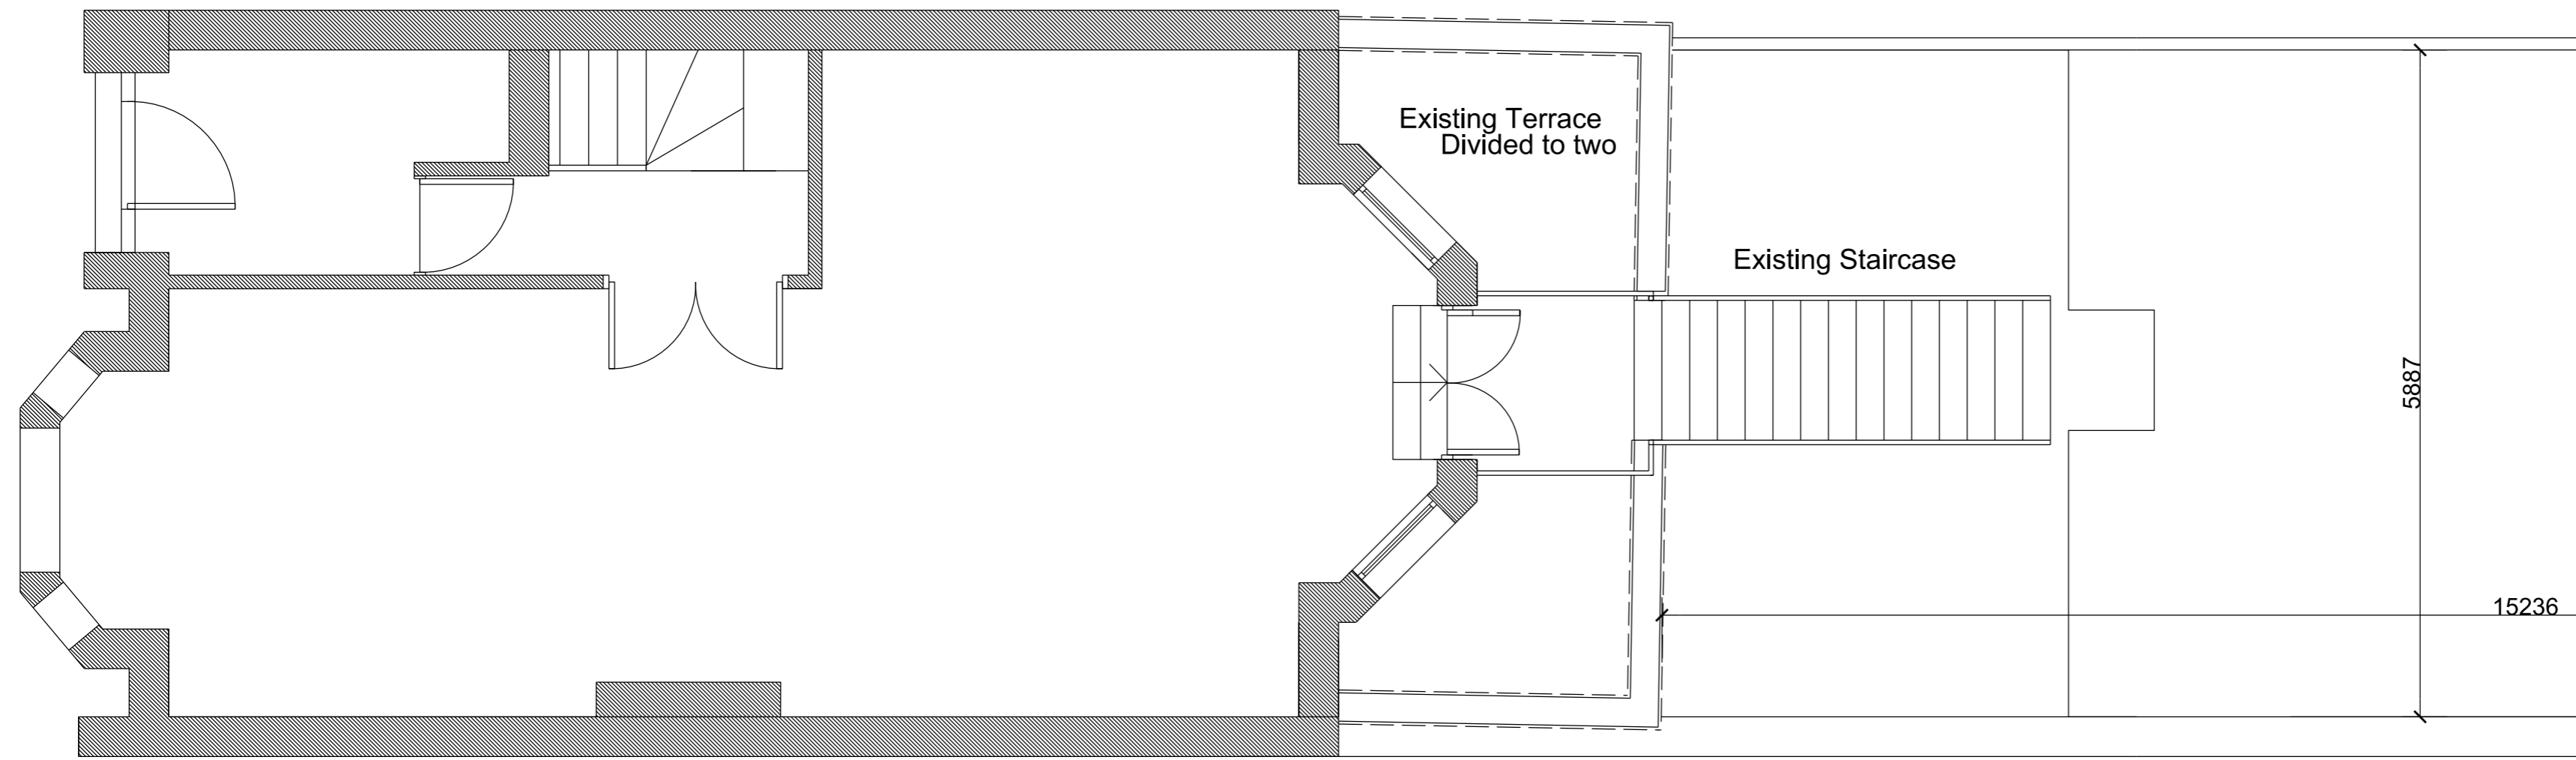 Existing Terrace
Divided to two
Existing Staircase
5887
15236